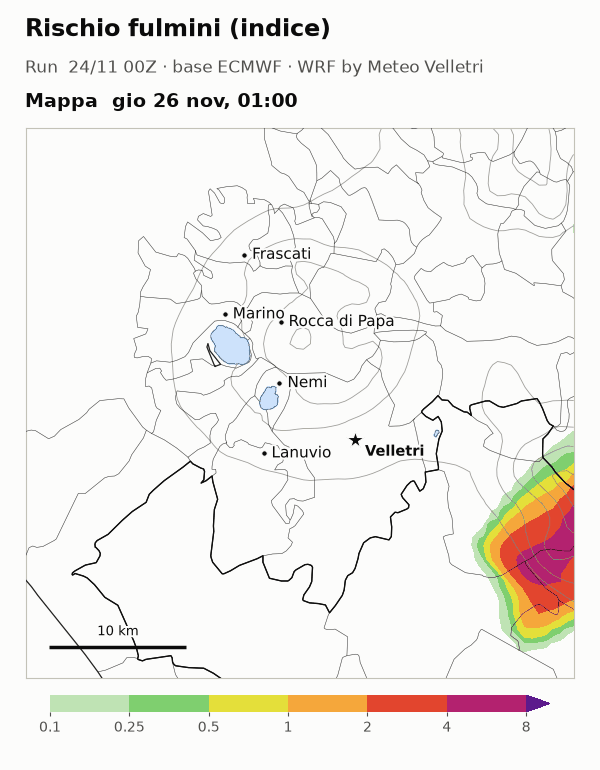 Rischio fulmini (indice)
Run  24/11 00Z · base ECMWF · WRF by Meteo Velletri
Mappa  gio 26 nov, 01:00
Frascati
Marino
Rocca di Papa
Nemi
Velletri
Lanuvio
10 km
0.1 0.25 0.5 1 2 4 8